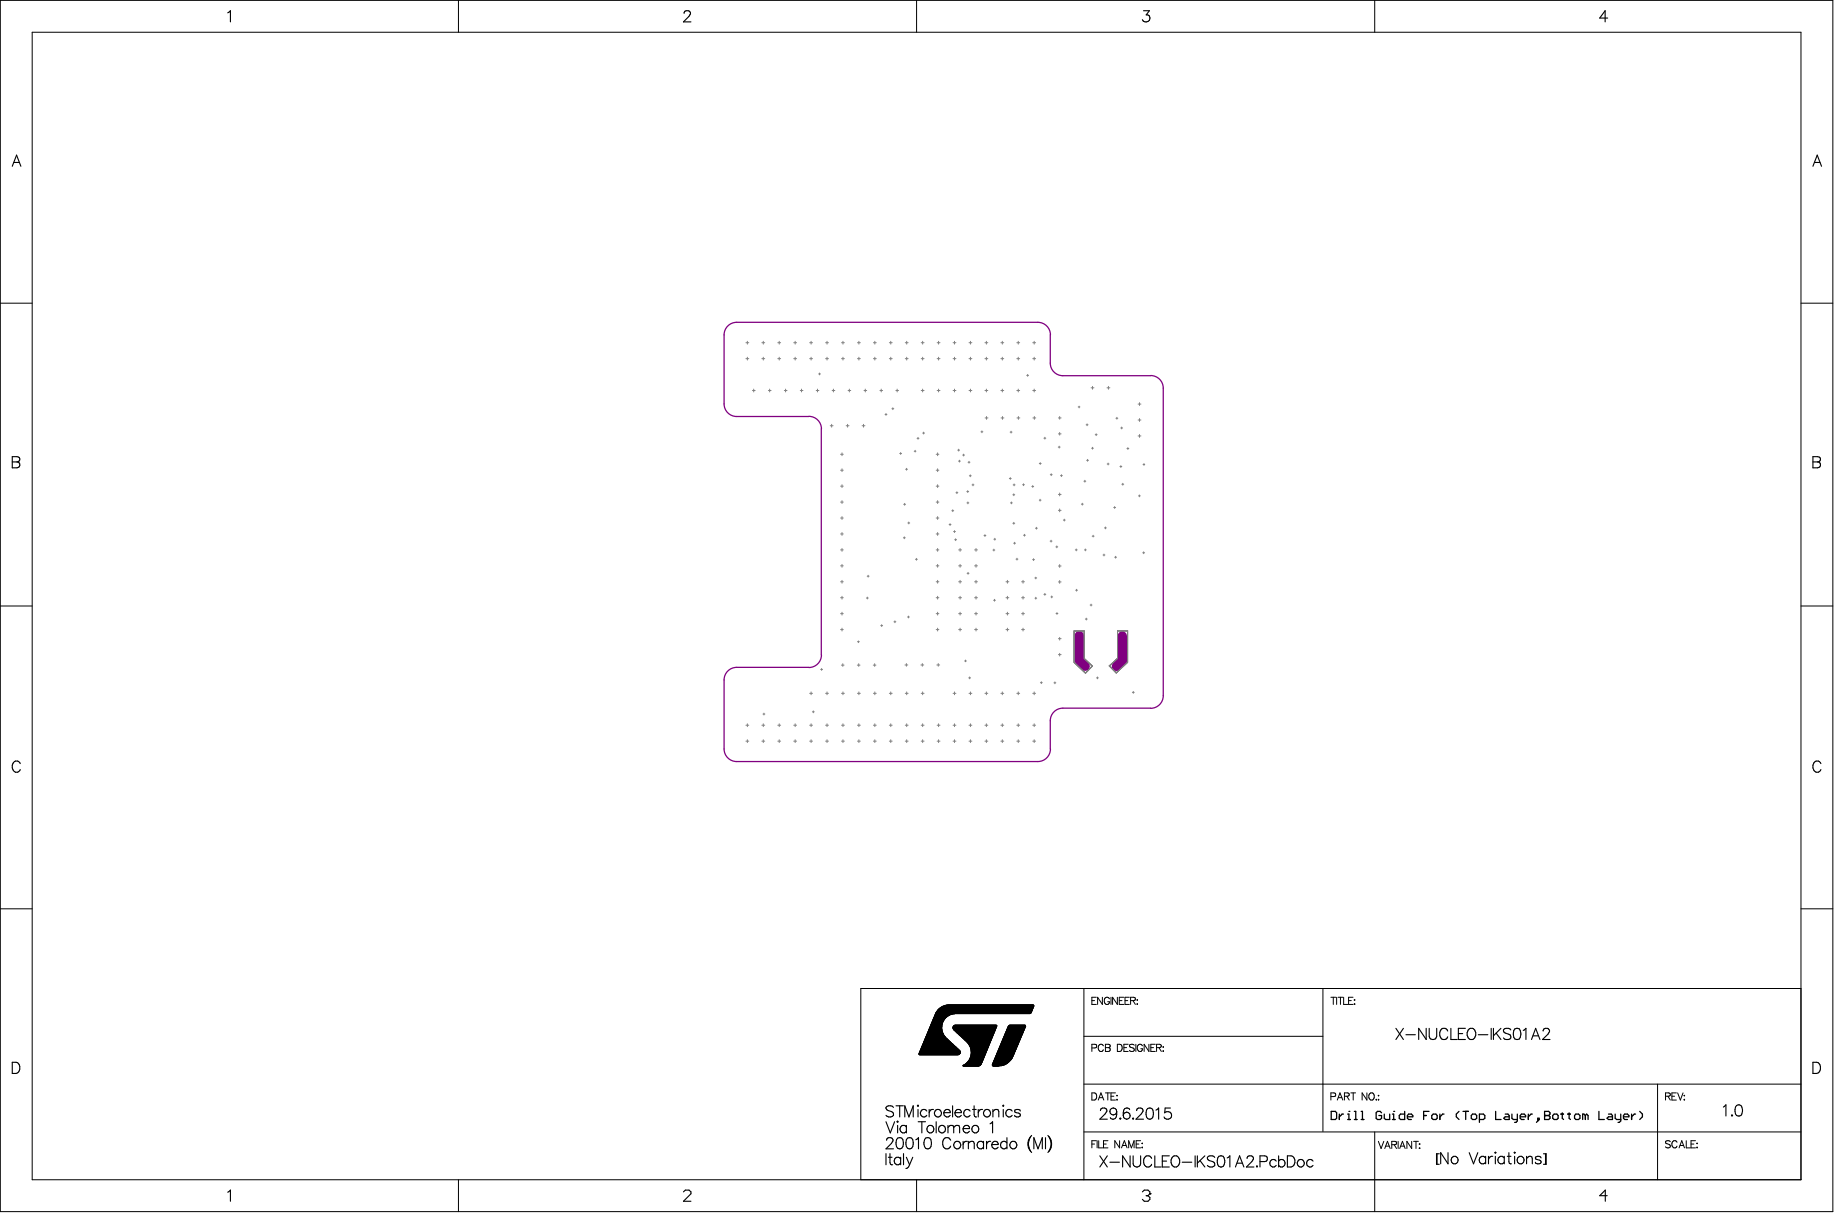 1 2 3 4
A A
B B
C C
D D
ST
STMicroelectronics
Via Tolomeo 1
20010 Cornaredo (MI)
Italy
ENGINEER:
PCB DESIGNER:
TITLE:
X-NUCLEO-IKS01A2
DATE:
29.6.2015
PART NO.:
Drill Guide For (Top Layer,Bottom Layer)
REV:
1.0
FILE NAME:
X-NUCLEO-IKS01A2.PcbDoc
VARIANT:
[No Variations]
SCALE:
1 2 3 4